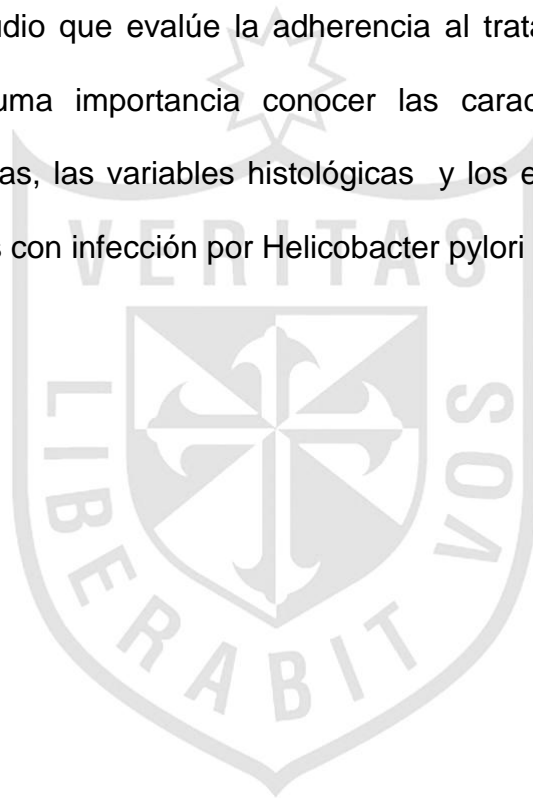 udio que evalúe la adherencia al trat
uma importancia conocer las carac
as, las variables histológicas y los e
s con infección por Helicobacter pylori
VERITAS
LIBERABIT
VOS